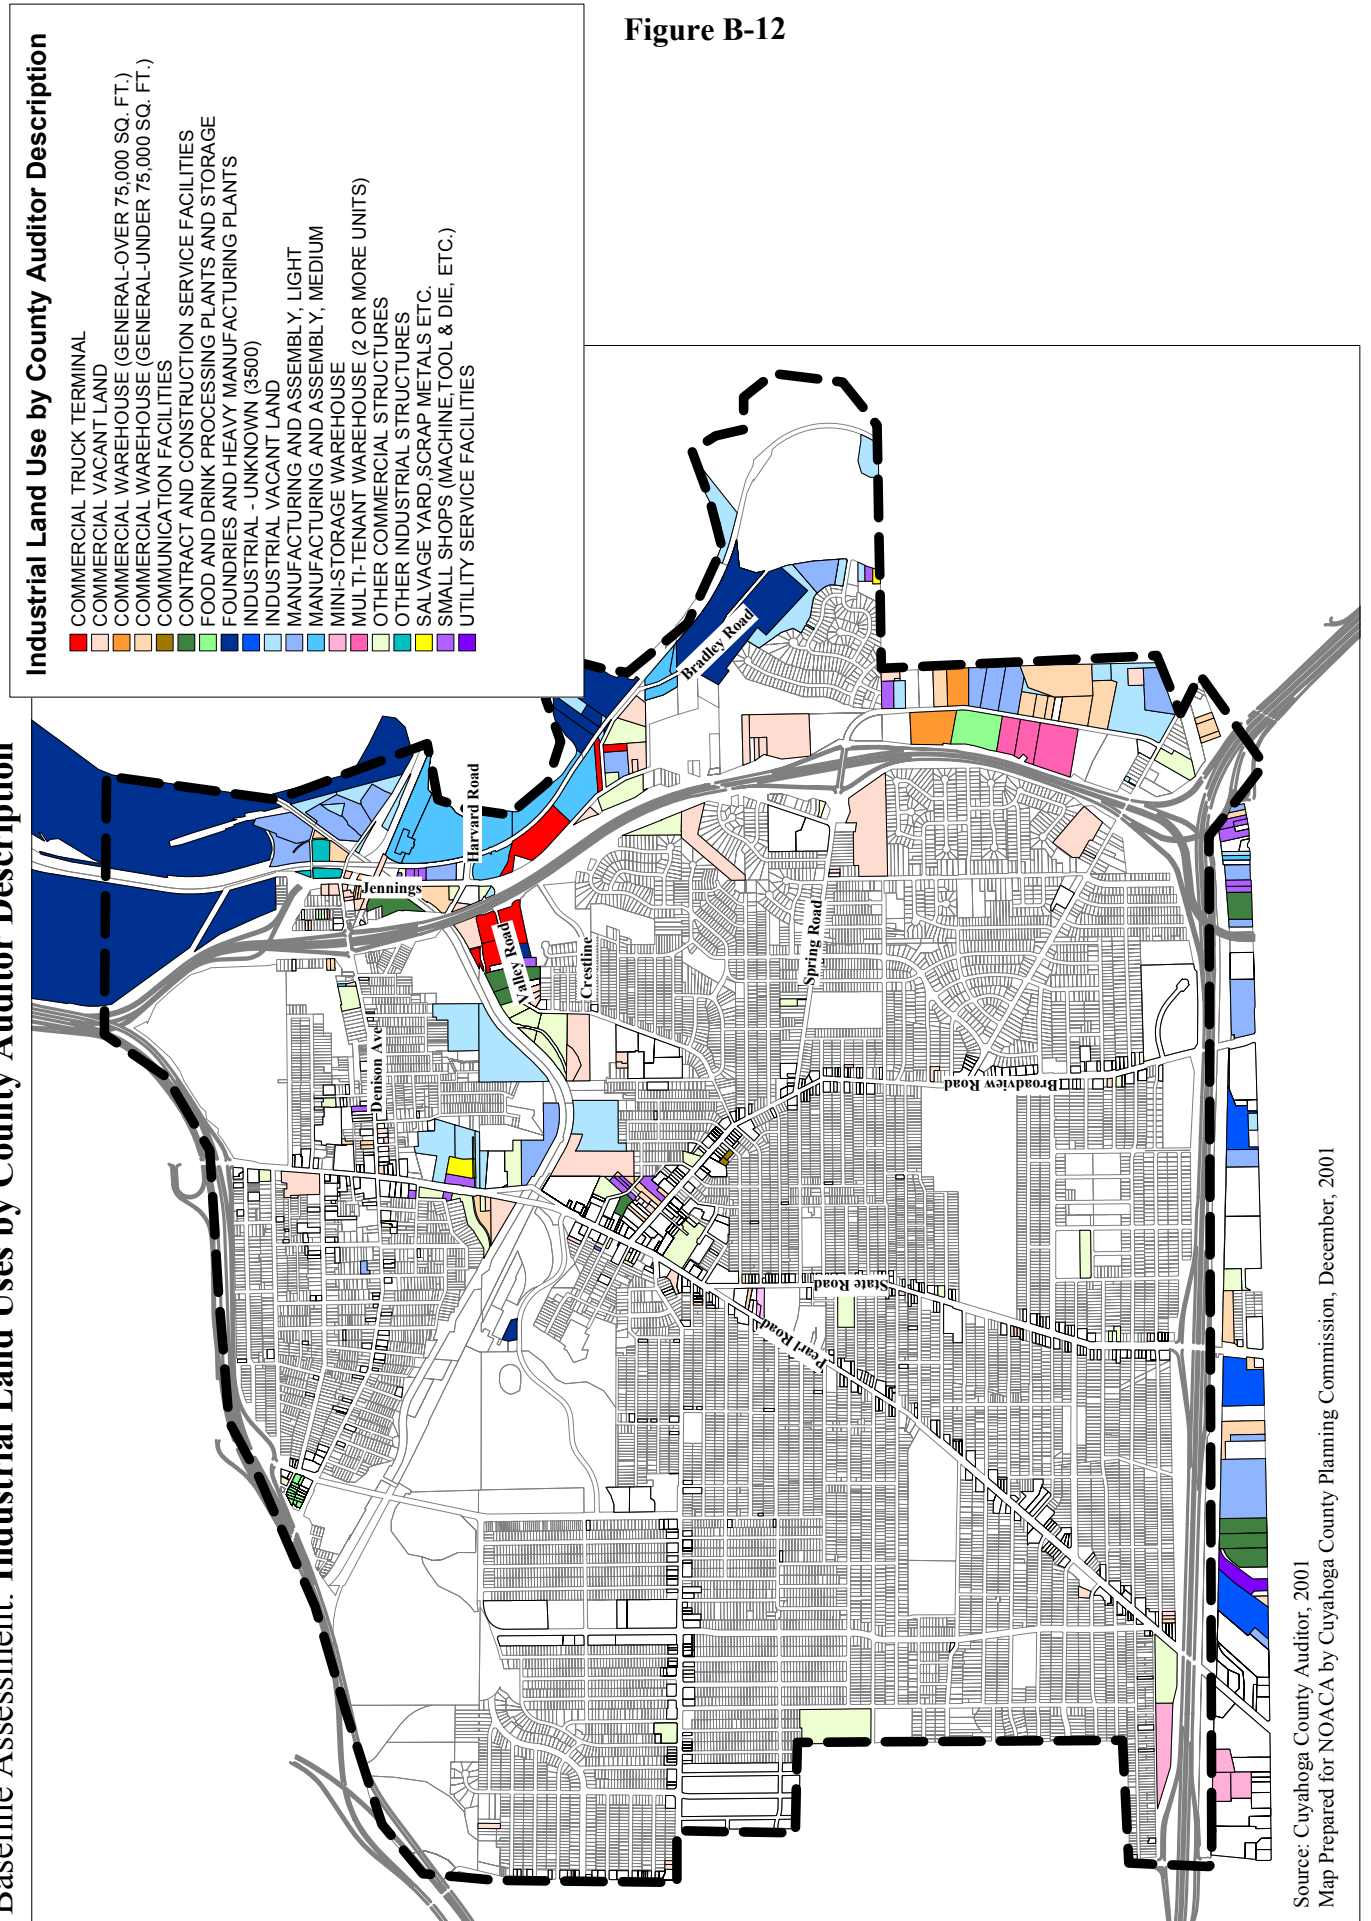 Figure B-12
Baseline Assessment: Industrial Land Uses by County Auditor Description
Industrial Land Use by County Auditor Description
COMMERCIAL TRUCK TERMINAL
COMMERCIAL VACANT LAND
COMMERCIAL WAREHOUSE (GENERAL-OVER 75,000 SQ. FT.)
COMMERCIAL WAREHOUSE (GENERAL-UNDER 75,000 SQ. FT.)
COMMUNICATION FACILITIES
CONTRACT AND CONSTRUCTION SERVICE FACILITIES
FOOD AND DRINK PROCESSING PLANTS AND STORAGE
FOUNDRIES AND HEAVY MANUFACTURING PLANTS
INDUSTRIAL - UNKNOWN (3500)
INDUSTRIAL VACANT LAND
MANUFACTURING AND ASSEMBLY, LIGHT
MANUFACTURING AND ASSEMBLY, MEDIUM
MINI-STORAGE WAREHOUSE
MULTI-TENANT WAREHOUSE (2 OR MORE UNITS)
OTHER COMMERCIAL STRUCTURES
OTHER INDUSTRIAL STRUCTURES
SALVAGE YARD,SCRAP METALS ETC.
SMALL SHOPS (MACHINE,TOOL & DIE, ETC.)
UTILITY SERVICE FACILITIES
Bradley Road
Harvard Road
Jennings
Valley Road
Crestline
Spring Road
Denison Ave
Broadview Road
State Road
Pearl Road
Source: Cuyahoga County Auditor, 2001
Map Prepared for NOACA by Cuyahoga County Planning Commission, December, 2001